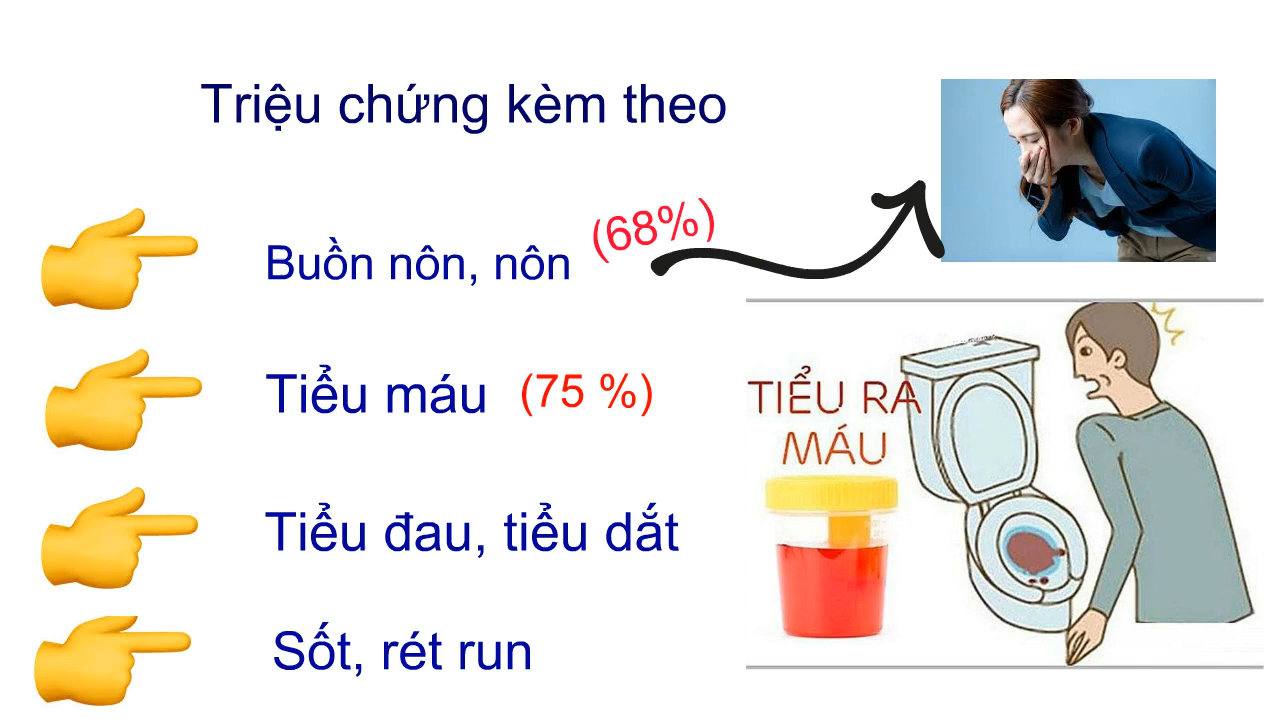 Triệu chứng kèm theo
Buồn nôn, nôn (68%)
Tiểu máu (75 %)
Tiểu đau, tiểu dắt
Sốt, rét run
TIỂU RA
MÁU